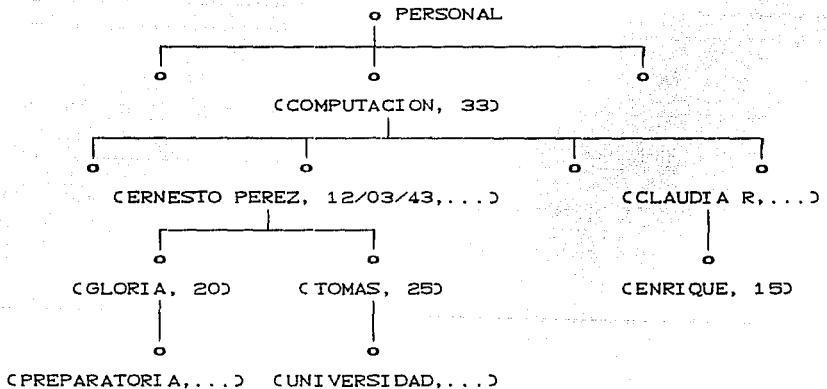 PERSONAL
(COMPUTACION, 33)
(ERNESTO PEREZ, 12/03/43,...) (CLAUDIA R,...)
(GLORIA, 20) (TOMAS, 25) (ENRIQUE, 15)
(PREPARATORIA,...) (UNIVERSIDAD,...)